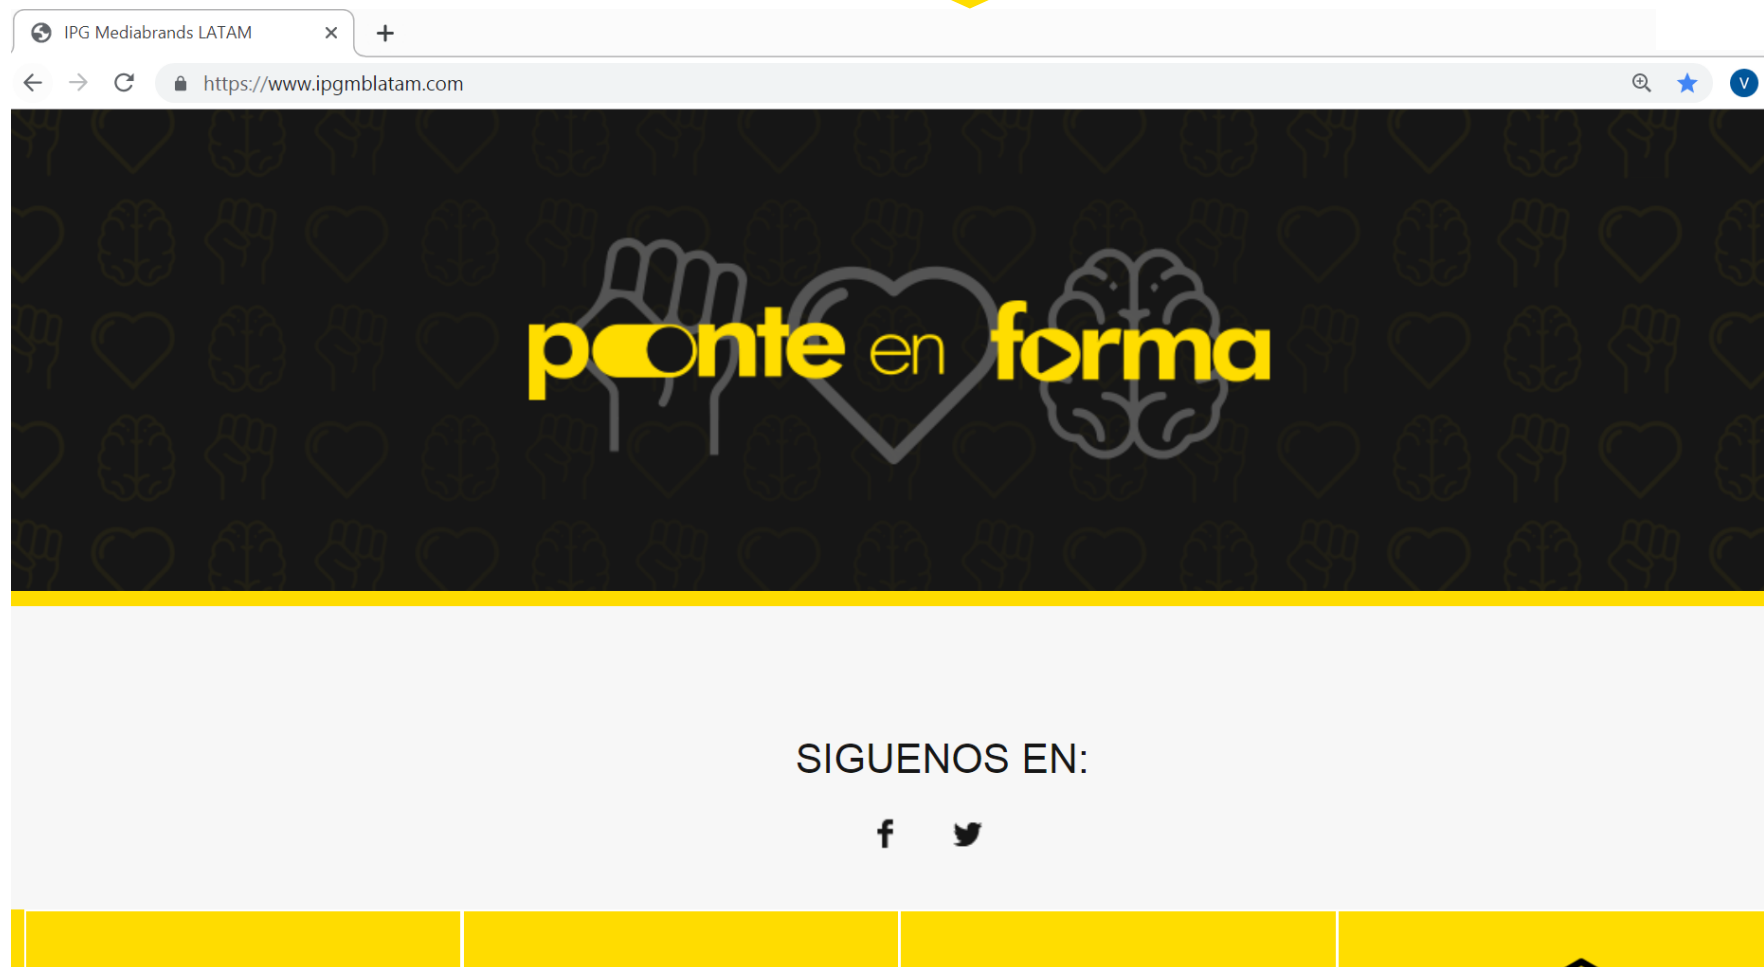 IPG Mediabrands LATAM
https://www.ipgmblatam.com
V
ponte en forma
SIGUENOS EN: